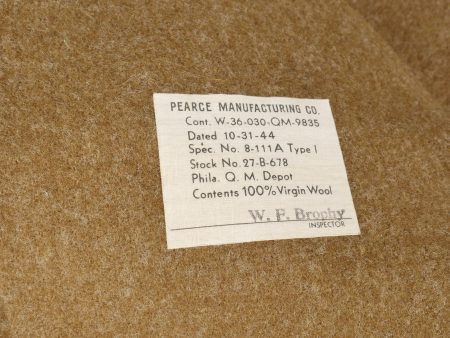 PEARCE MANUFACTURING CO.
Cont. W-36-030-QM-9835
Dated 10-31-44
Spec. No. 8-111A Type I
Stock No. 27-B-678
Phila. Q. M. Depot
Contents 100% Virgin Wool
W. F. Brophy
INSPECTOR